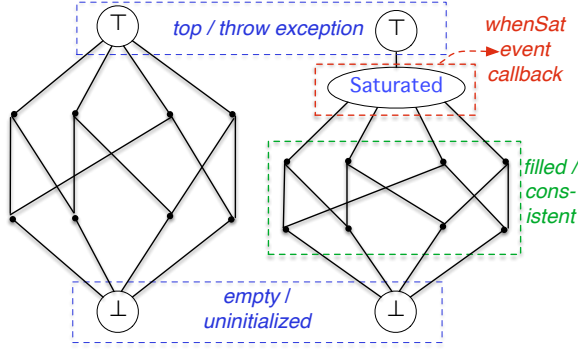 ⊤
top / throw exception
⊤
whenSat
event
callback
Saturated
filled /
cons-
istent
⊥
empty /
uninitialized
⊥